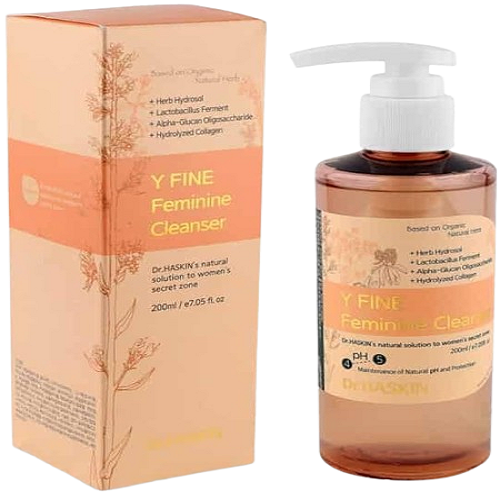 Based on Organic
Natural Herb
+ Herb Hydrosol
+ Lactobacillus Ferment
+ Alpha-Glucan Oligosaccharide
+ Hydrolyzed Collagen
Y FINE
Feminine
Cleanser
Dr.HASKIN's natural
solution to women's
secret zone
200ml / e7.05 fl. oz
Based on Organic
Natural Herb
+ Herb Hydrosol
+ Lactobacillus Ferment
+ Alpha-Glucan Oligosaccharide
+ Hydrolyzed Collagen
Y FINE
Feminine Cleanser
Dr.HASKIN's natural solution to women's secret zone
200ml / e7.05fl
4 pH 5
Maintenance of Natural pH and Protection
Dr.HASKIN